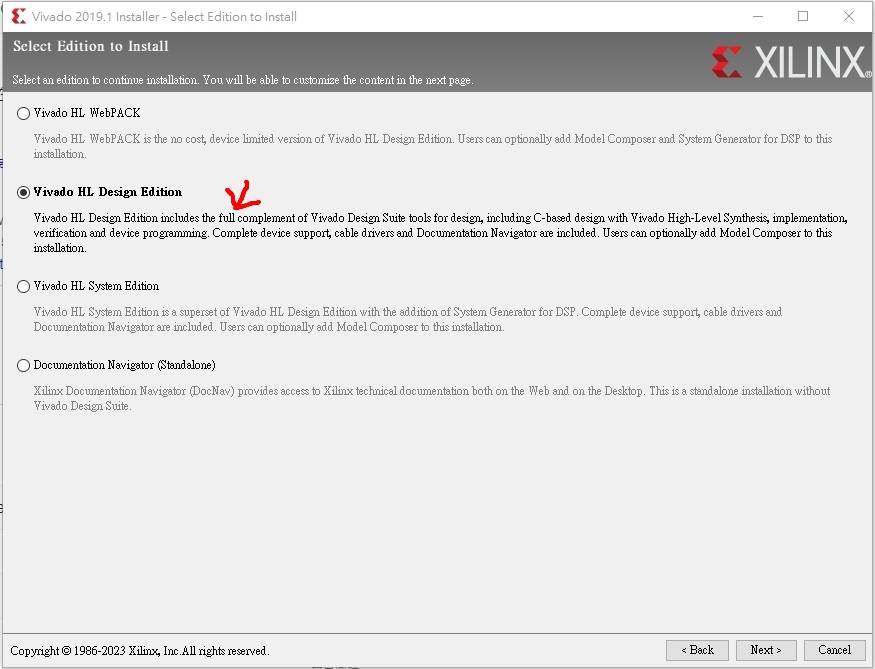 Vivado 2019.1 Installer - Select Edition to Install
Select Edition to Install
XILINX®
Select an edition to continue installation. You will be able to customize the content in the next page.
Vivado HL WebPACK
Vivado HL WebPACK is the no cost, device limited version of Vivado HL Design Edition. Users can optionally add Model Composer and System Generator for DSP to this
installation.
Vivado HL Design Edition
Vivado HL Design Edition includes the full complement of Vivado Design Suite tools for design, including C-based design with Vivado High-Level Synthesis, implementation,
verification and device programming. Complete device support, cable drivers and Documentation Navigator are included. Users can optionally add Model Composer to this
installation.
Vivado HL System Edition
Vivado HL System Edition is a superset of Vivado HL Design Edition with the addition of System Generator for DSP. Complete device support, cable drivers and
Documentation Navigator are included. Users can optionally add Model Composer to this installation.
Documentation Navigator (Standalone)
Xilinx Documentation Navigator (DocNav) provides access to Xilinx technical documentation both on the Web and on the Desktop. This is a standalone installation without
Vivado Design Suite.
Copyright © 1986-2023 Xilinx, Inc.All rights reserved.
< Back
Next >
Cancel